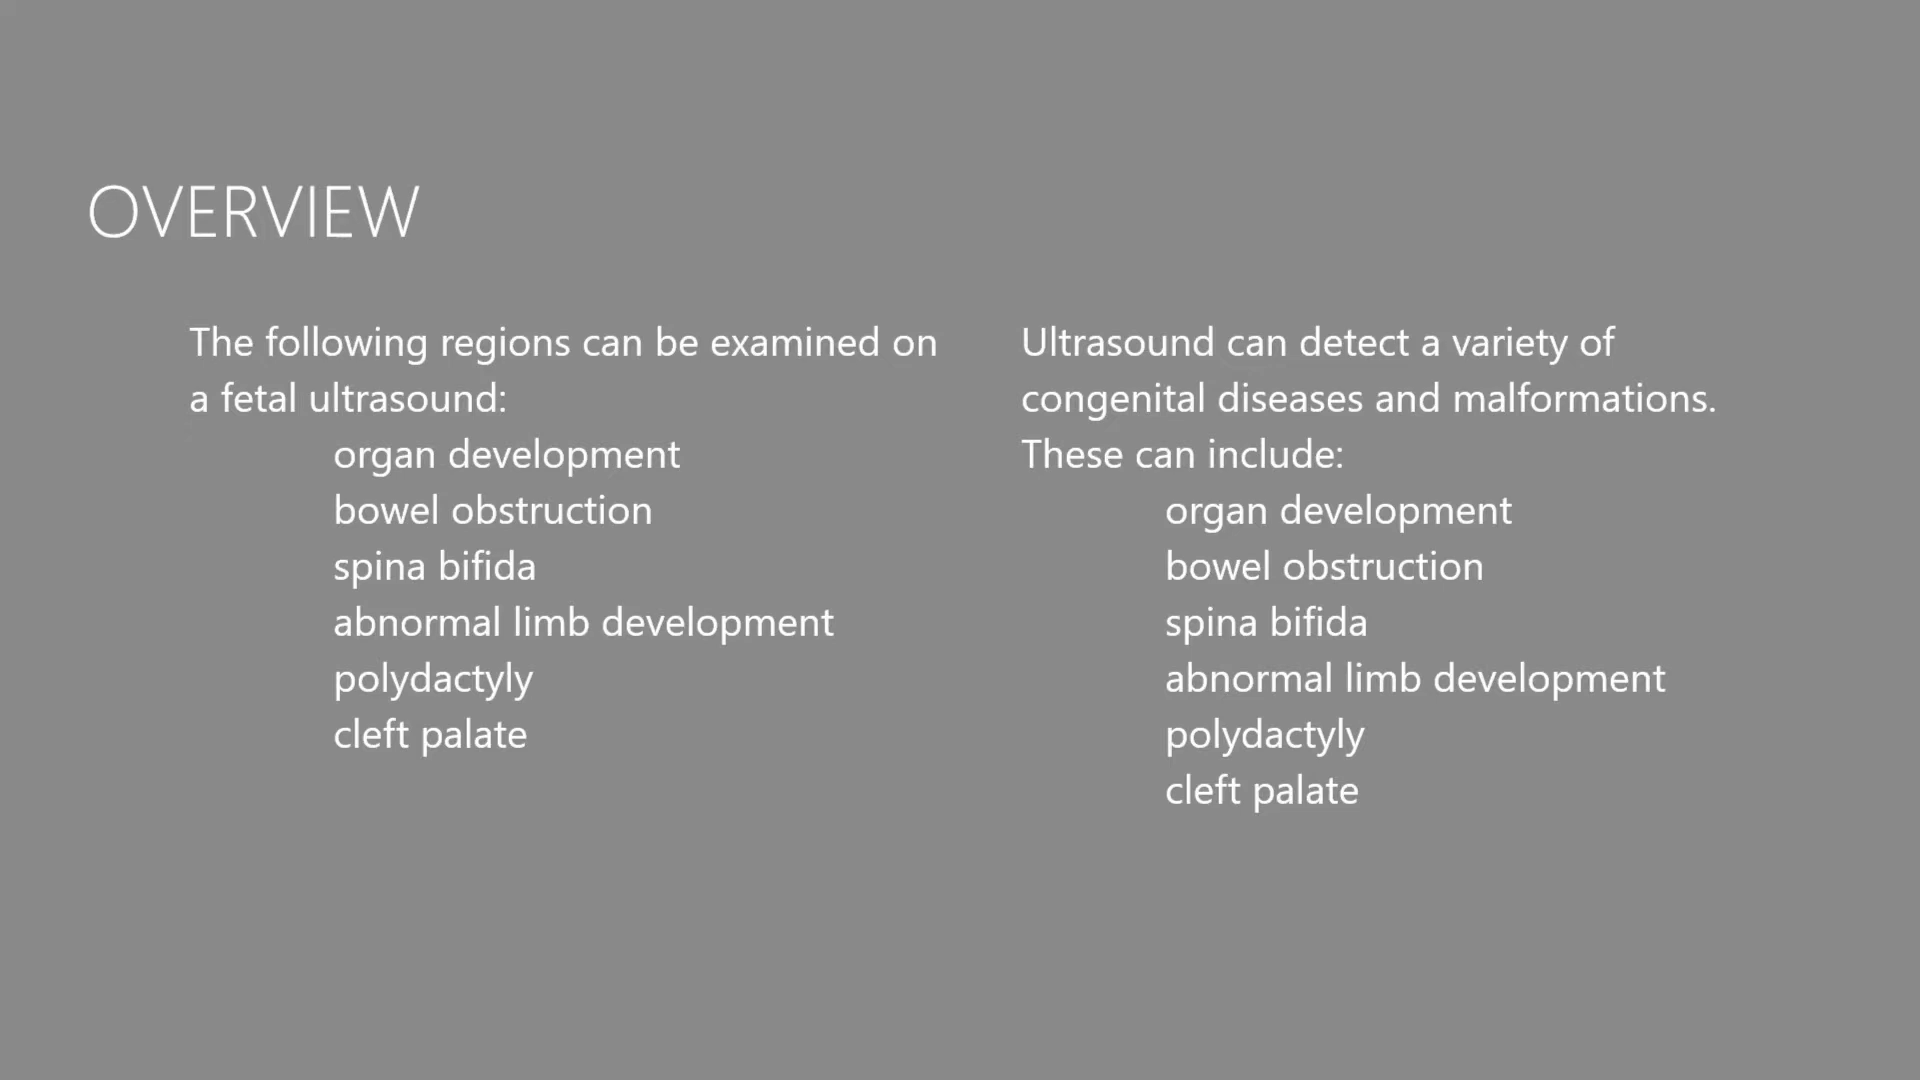 OVERVIEW
The following regions can be examined on
a fetal ultrasound:
organ development
bowel obstruction
spina bifida
abnormal limb development
polydactyly
cleft palate
Ultrasound can detect a variety of
congenital diseases and malformations.
These can include:
organ development
bowel obstruction
spina bifida
abnormal limb development
polydactyly
cleft palate